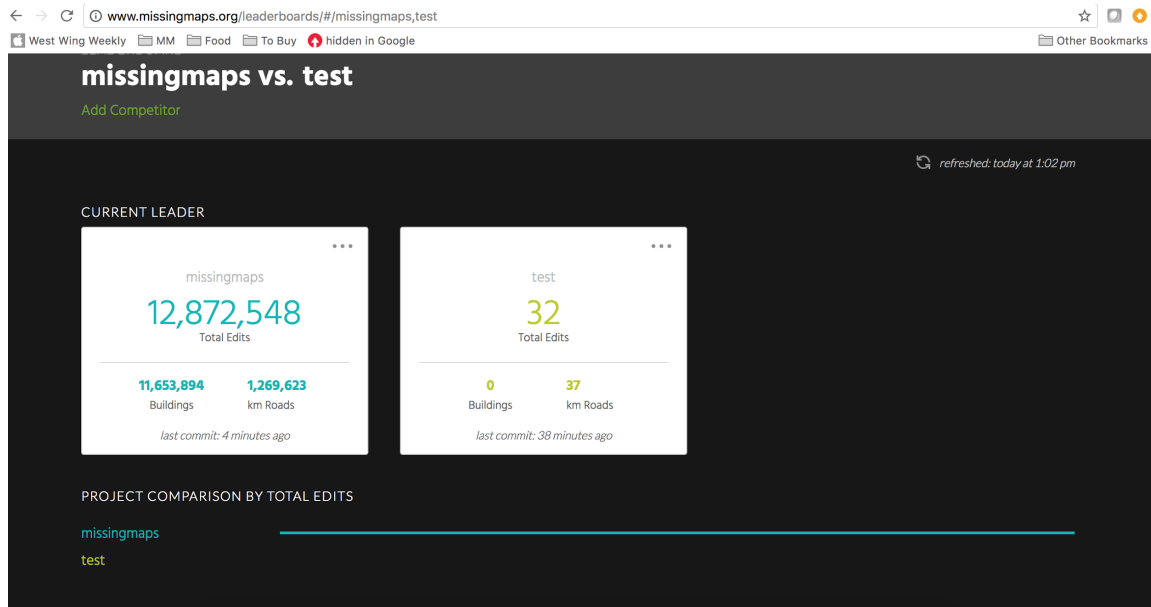 www.missingmaps.org/leaderboards/#/missingmaps,test
West Wing Weekly MM Food To Buy hidden in Google Other Bookmarks
missingmaps vs. test
Add Competitor
refreshed: today at 1:02 pm
CURRENT LEADER
missingmaps
12,872,548
Total Edits
11,653,894 1,269,623
Buildings km Roads
last commit: 4 minutes ago
test
32
Total Edits
0 37
Buildings km Roads
last commit: 38 minutes ago
PROJECT COMPARISON BY TOTAL EDITS
missingmaps
test